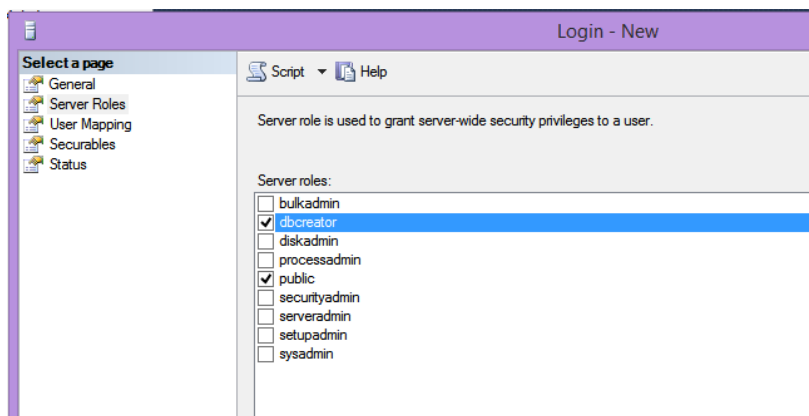 Login - New
Select a page
General
Server Roles
User Mapping
Securables
Status
Script Help
Server role is used to grant server-wide security privileges to a user.
Server roles:
bulkadmin
dbcreator
diskadmin
processadmin
public
securityadmin
serveradmin
setupadmin
sysadmin